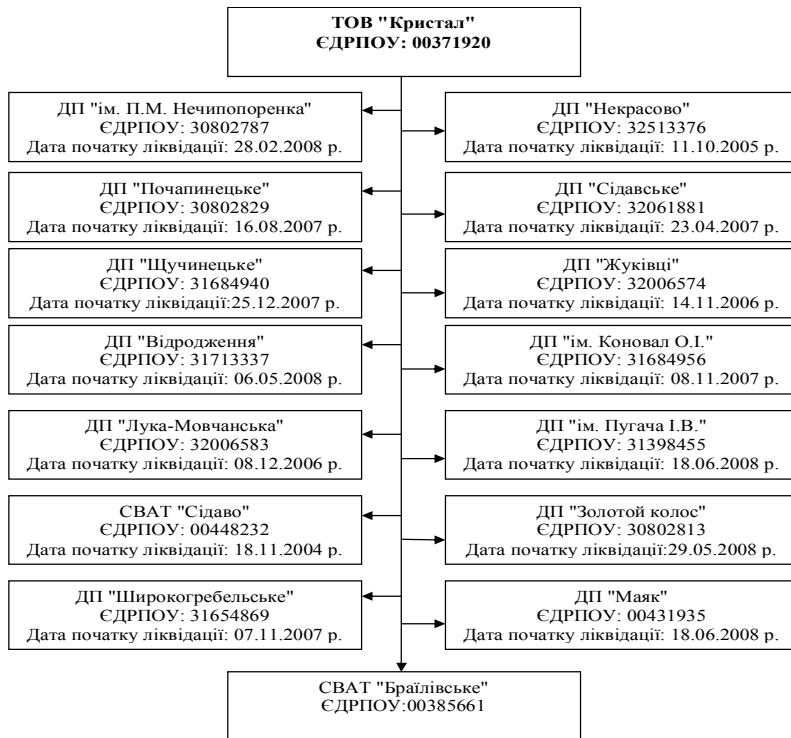 ТОВ "Кристал"
ЄДРПОУ: 00371920
ДП "ім. П.М. Нечипопоренка"
ЄДРПОУ: 30802787
Дата початку ліквідації: 28.02.2008 р.
ДП "Некрасово"
ЄДРПОУ: 32513376
Дата початку ліквідації: 11.10.2005 р.
ДП "Почапинецьке"
ЄДРПОУ: 30802829
Дата початку ліквідації: 16.08.2007 р.
ДП "Сідавське"
ЄДРПОУ: 32061881
Дата початку ліквідації: 23.04.2007 р.
ДП "Щучинецьке"
ЄДРПОУ: 31684940
Дата початку ліквідації:25.12.2007 р.
ДП "Жуківці"
ЄДРПОУ: 32006574
Дата початку ліквідації: 14.11.2006 р.
ДП "Відродження"
ЄДРПОУ: 31713337
Дата початку ліквідації: 06.05.2008 р.
ДП "ім. Коновал О.І."
ЄДРПОУ: 31684956
Дата початку ліквідації: 08.11.2007 р.
ДП "Лука-Мовчанська"
ЄДРПОУ: 32006583
Дата початку ліквідації: 08.12.2006 р.
ДП "ім. Пугача І.В."
ЄДРПОУ: 31398455
Дата початку ліквідації: 18.06.2008 р.
СВАТ "Сідаво"
ЄДРПОУ: 00448232
Дата початку ліквідації: 18.11.2004 р.
ДП "Золотой колос"
ЄДРПОУ: 30802813
Дата початку ліквідації:29.05.2008 р.
ДП "Широкогребельське"
ЄДРПОУ: 31654869
Дата початку ліквідації: 07.11.2007 р.
ДП "Маяк"
ЄДРПОУ: 00431935
Дата початку ліквідації: 18.06.2008 р.
СВАТ "Браїлівське"
ЄДРПОУ:00385661